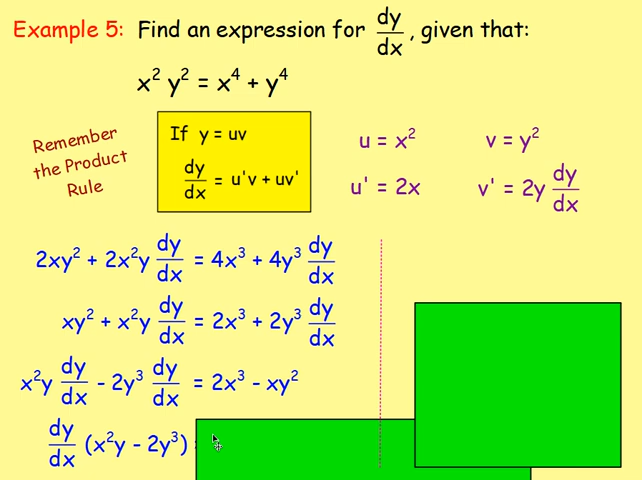 Example 5: Find an expression for dy/dx, given that:
x² y² = x⁴ + y⁴
Remember
the Product
Rule
If y = uv
dy/dx = u'v + uv'
u = x²
v = y²
u' = 2x
v' = 2y dy/dx
2xy² + 2x²y dy/dx = 4x³ + 4y³ dy/dx
xy² + x²y dy/dx = 2x³ + 2y³ dy/dx
x²y dy/dx - 2y³ dy/dx = 2x³ - xy²
dy/dx (x²y - 2y³)